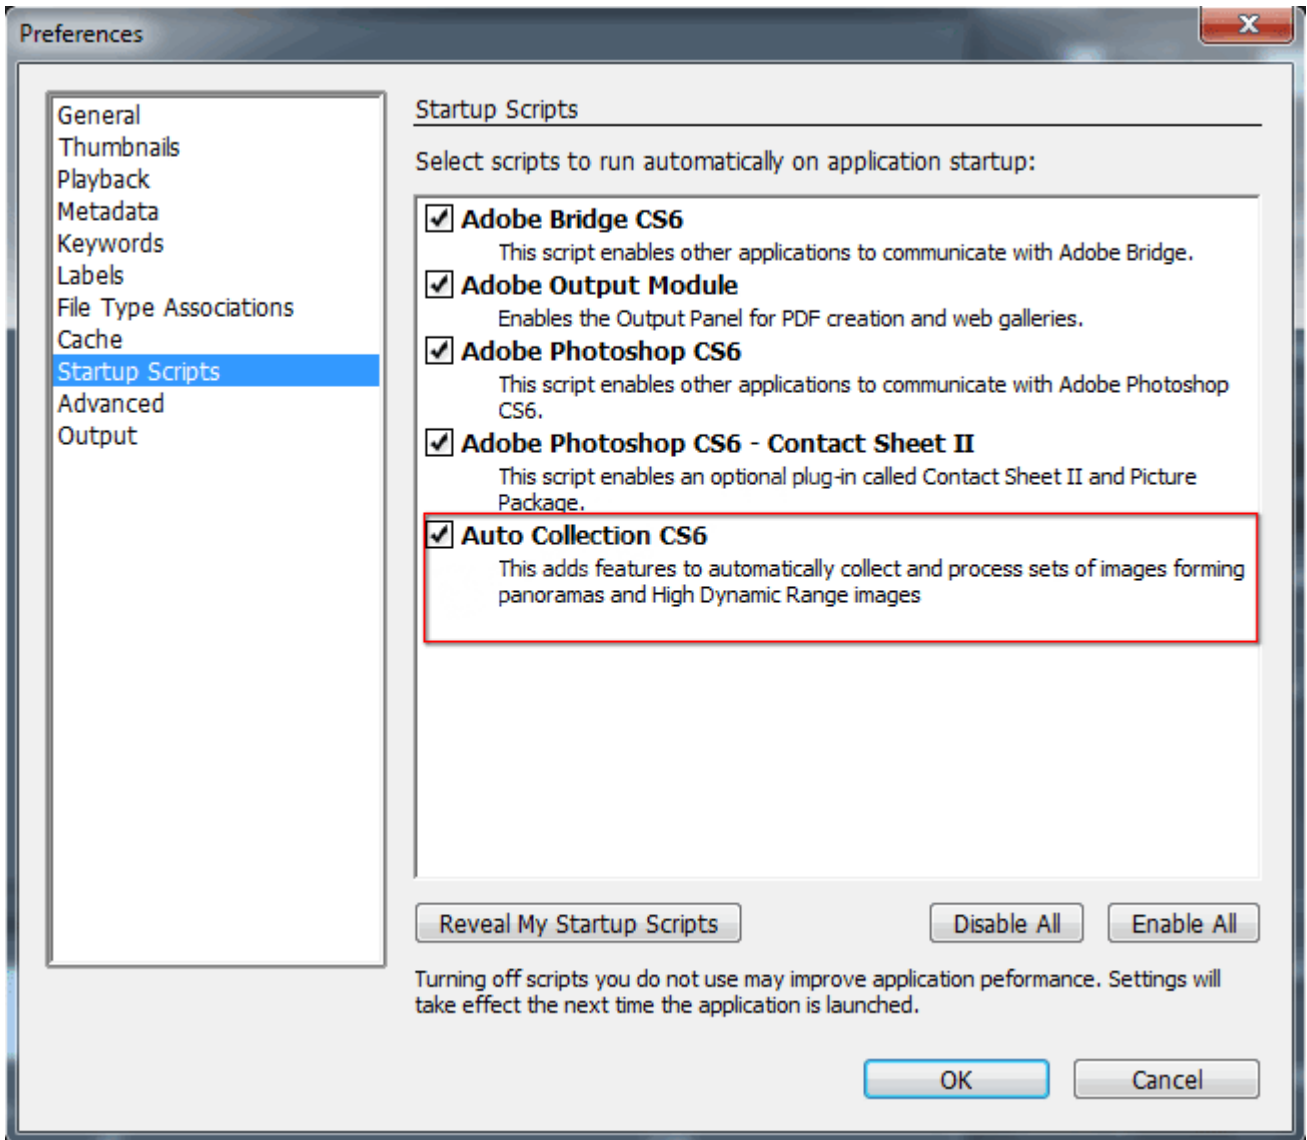 Preferences
General
Thumbnails
Playback
Metadata
Keywords
Labels
File Type Associations
Cache
Startup Scripts
Advanced
Output
Startup Scripts
Select scripts to run automatically on application startup:
Adobe Bridge CS6
This script enables other applications to communicate with Adobe Bridge.
Adobe Output Module
Enables the Output Panel for PDF creation and web galleries.
Adobe Photoshop CS6
This script enables other applications to communicate with Adobe Photoshop
CS6.
Adobe Photoshop CS6 - Contact Sheet II
This script enables an optional plug-in called Contact Sheet II and Picture
Package.
Auto Collection CS6
This adds features to automatically collect and process sets of images forming
panoramas and High Dynamic Range images
Reveal My Startup Scripts
Disable All
Enable All
Turning off scripts you do not use may improve application peformance. Settings will
take effect the next time the application is launched.
OK
Cancel